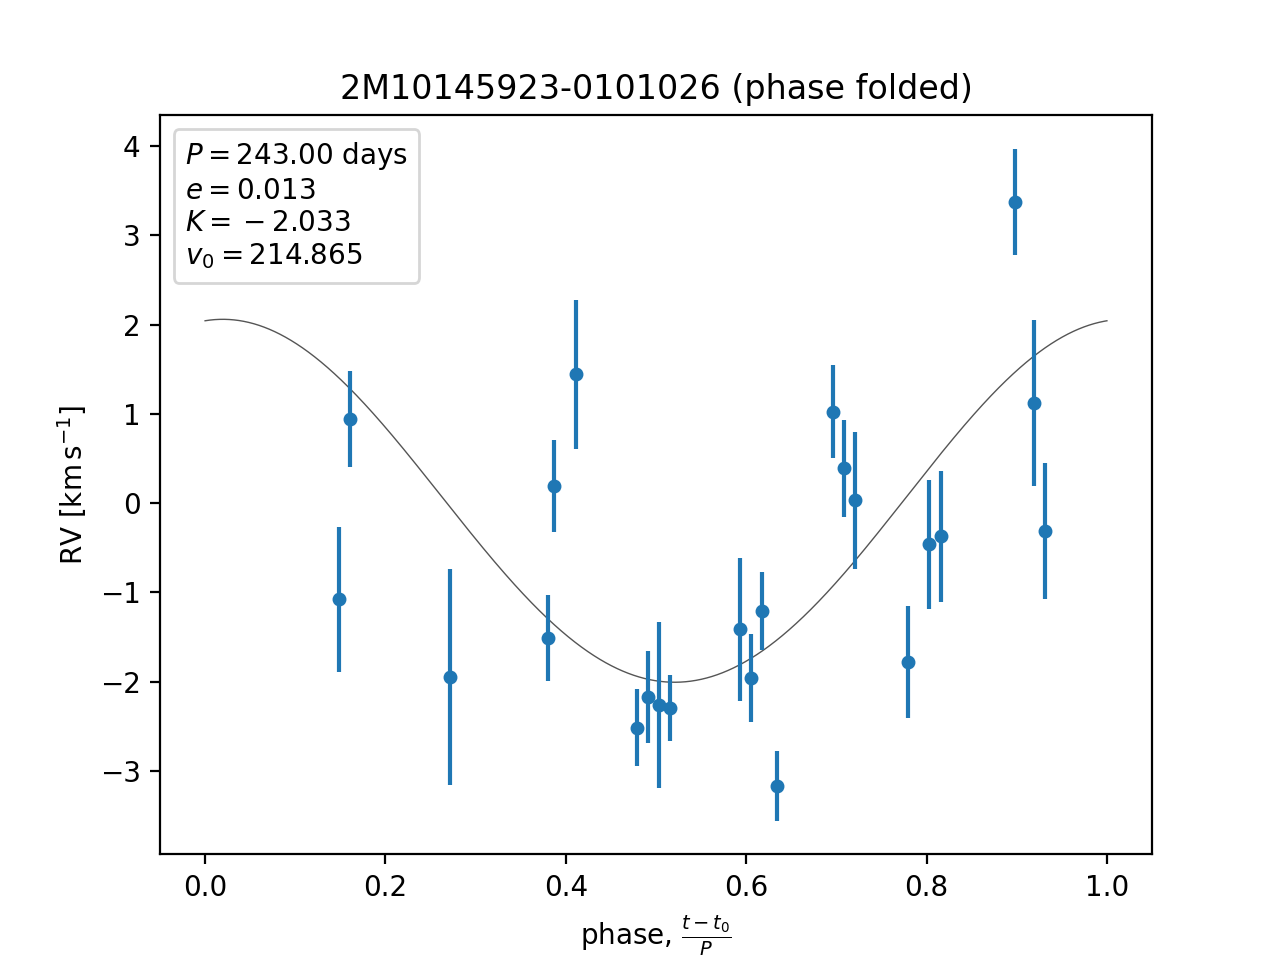 2M10145923-0101026 (phase folded)
P = 243.00 days
e = 0.013
K = − 2.033
v₀ = 214.865
4
3
2
1
0
−1
−2
−3
RV [km s⁻¹]
0.0 0.2 0.4 0.6 0.8 1.0
phase, (t − t₀)/P